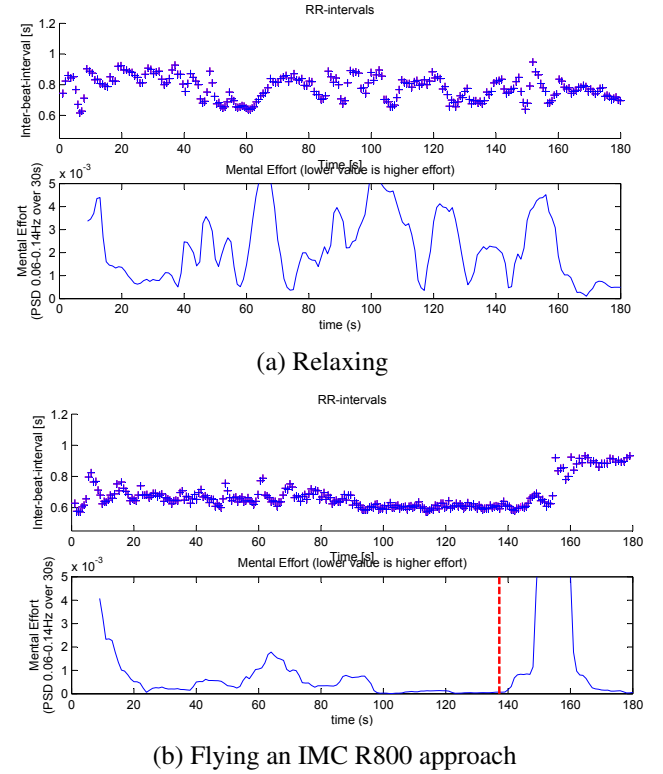 RR-intervals
Inter-beat-interval [s]
1.2
1
0.8
0.6
0 20 40 60 80 100 120 140 160 180
Time [s]
Mental Effort (lower value is higher effort)
x 10-3
Mental Effort
(PSD 0.06-0.14Hz over 30s)
5
4
3
2
1
0
0 20 40 60 80 100 120 140 160 180
time (s)
(a) Relaxing
RR-intervals
Inter-beat-interval [s]
1.2
1
0.8
0.6
0 20 40 60 80 100 120 140 160 180
Time [s]
Mental Effort (lower value is higher effort)
x 10-3
Mental Effort
(PSD 0.06-0.14Hz over 30s)
5
4
3
2
1
0
0 20 40 60 80 100 120 140 160 180
time (s)
(b) Flying an IMC R800 approach